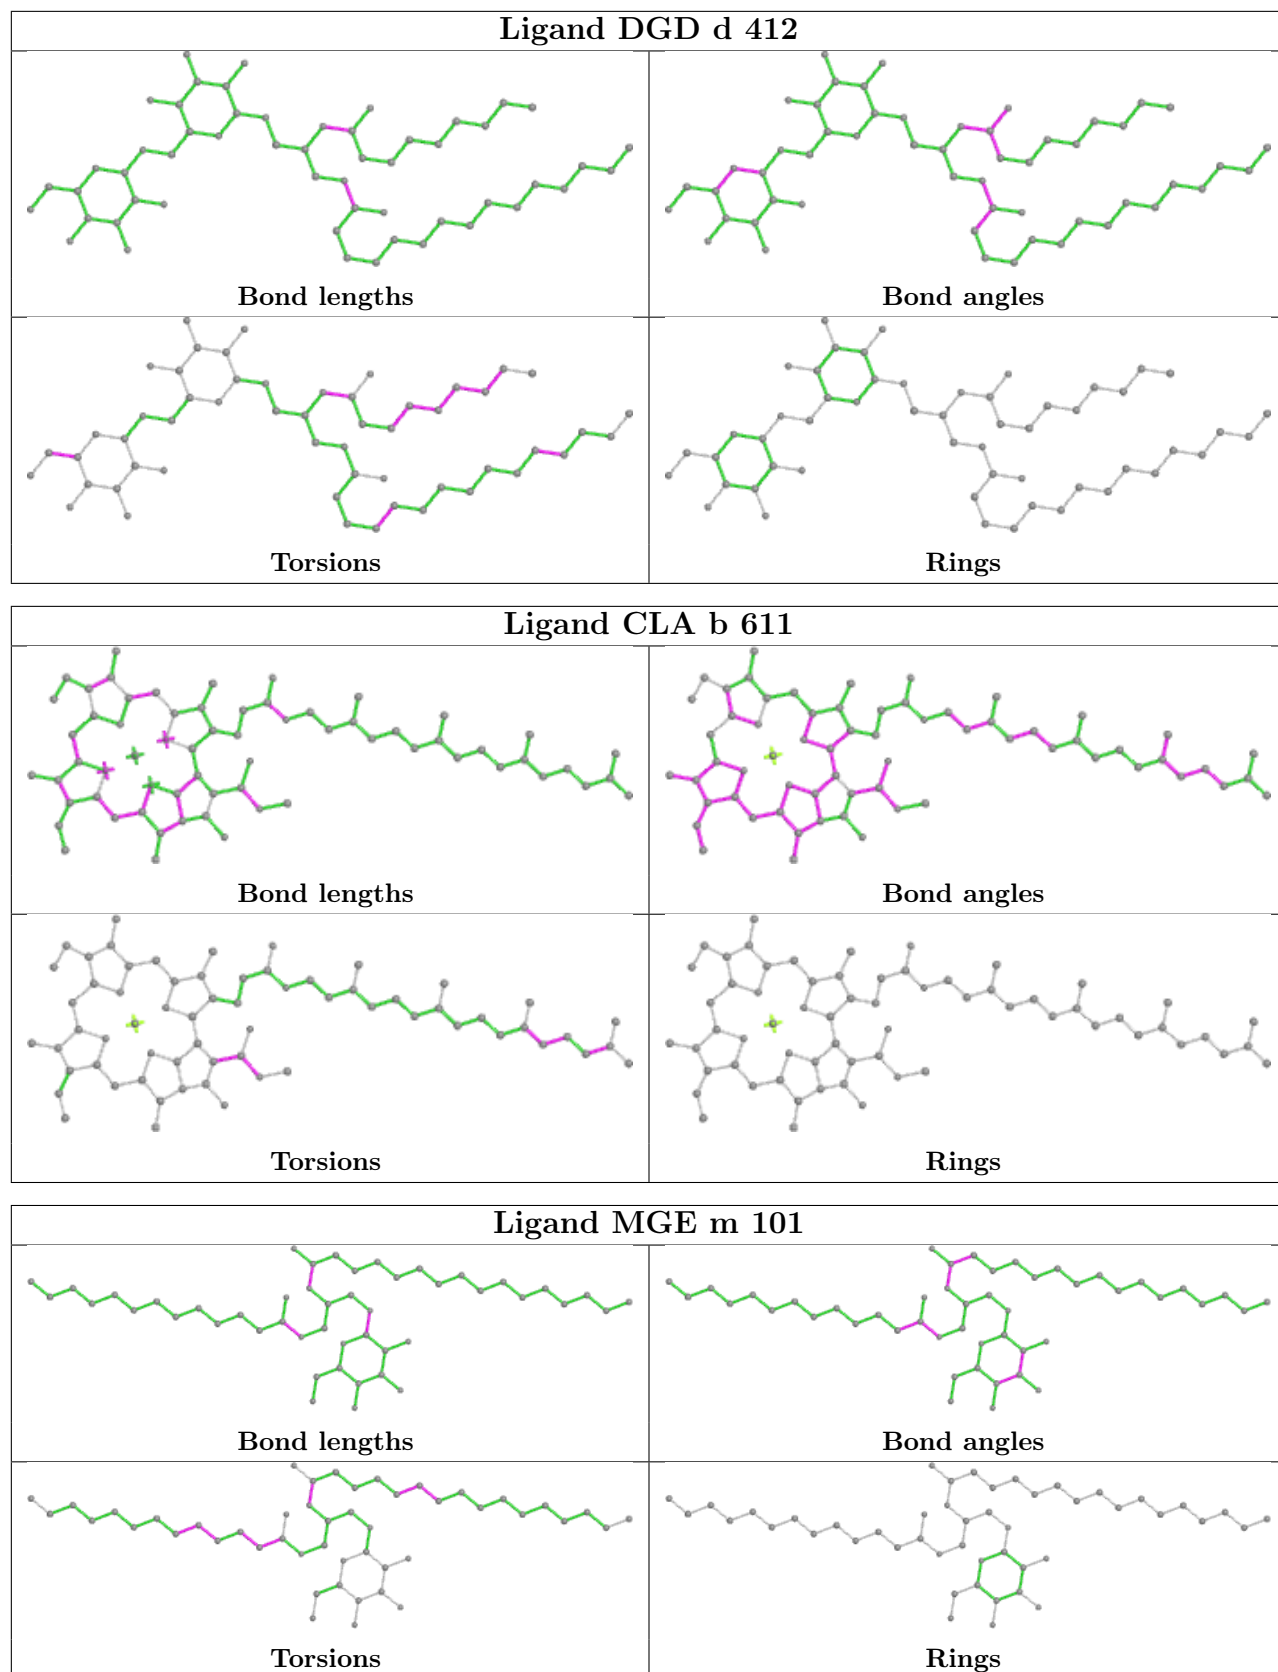 Ligand DGD d 412
Bond lengths
Bond angles
Torsions
Rings
Ligand CLA b 611
Bond lengths
Bond angles
Torsions
Rings
Ligand MGE m 101
Bond lengths
Bond angles
Torsions
Rings